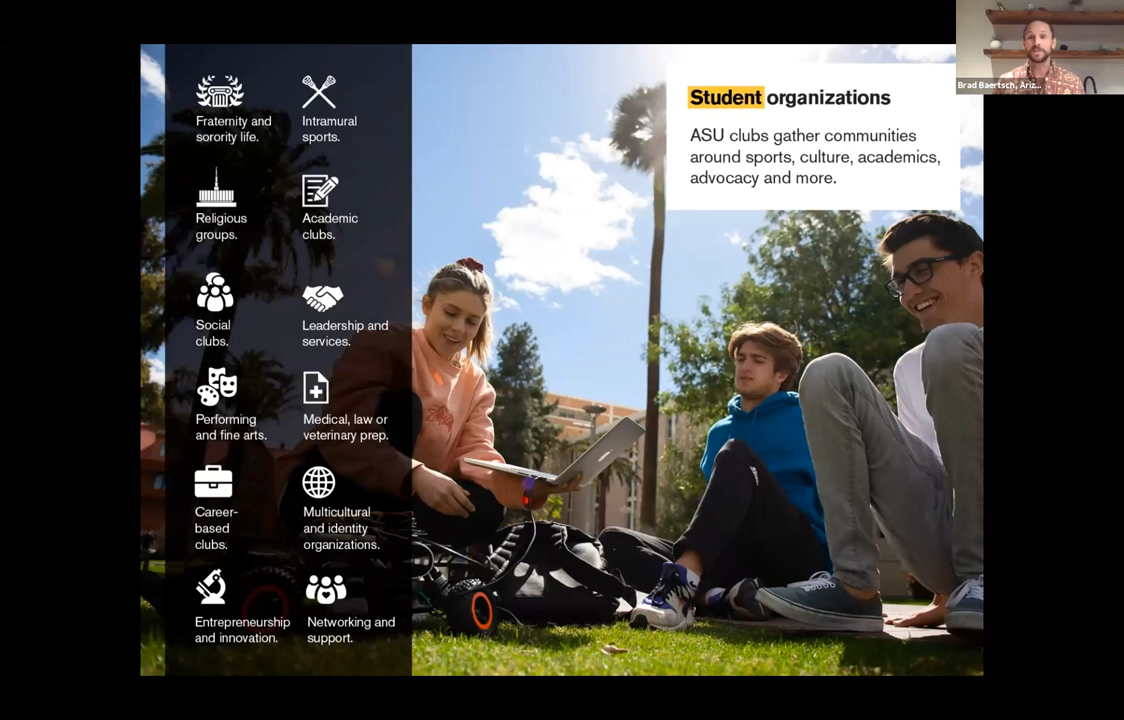 Student organizations
ASU clubs gather communities
around sports, culture, academics,
advocacy and more.
Fraternity and
sorority life.
Intramural
sports.
Religious
groups.
Academic
clubs.
Social
clubs.
Leadership and
services.
Performing
and fine arts.
Medical, law or
veterinary prep.
Career-
based
clubs.
Multicultural
and identity
organizations.
Entrepreneurship
and innovation.
Networking and
support.
Brad Baertsch, Ariz...